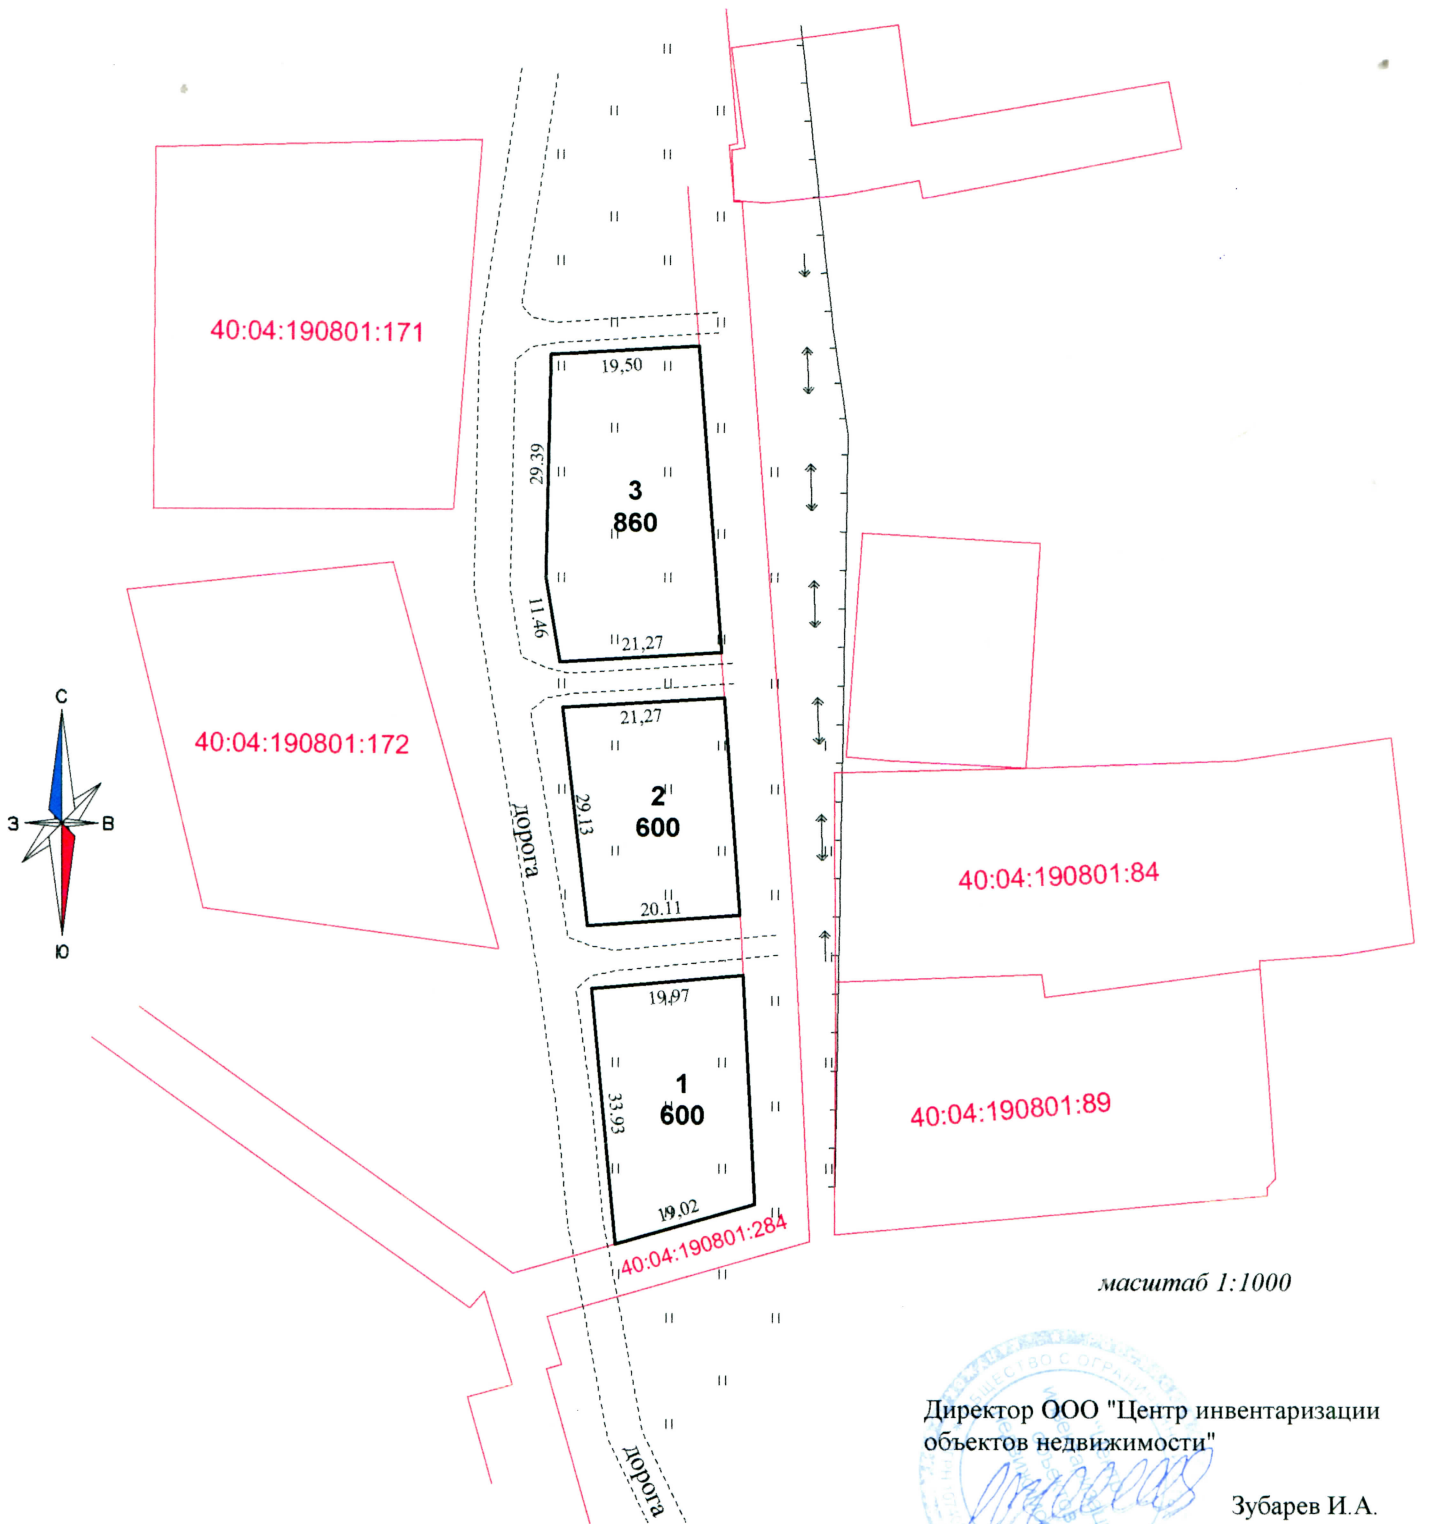 40:04:190801:171
19,50
29.39
3
860
11.46
21,27
С
З
В
Ю
40:04:190801:172
21,27
2
600
29.13
20.11
дорога
40:04:190801:84
19,97
1
600
33.93
19,02
40:04:190801:284
40:04:190801:89
масштаб 1:1000
Директор ООО "Центр инвентаризации
объектов недвижимости"
Зубарев И.А.
дорога